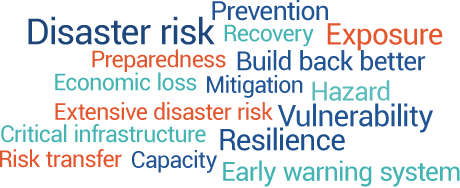 Prevention
Disaster risk Recovery Exposure
Preparedness Build back better
Economic loss Mitigation Hazard
Extensive disaster risk Vulnerability
Critical infrastructure Resilience
Risk transfer Capacity Early warning system